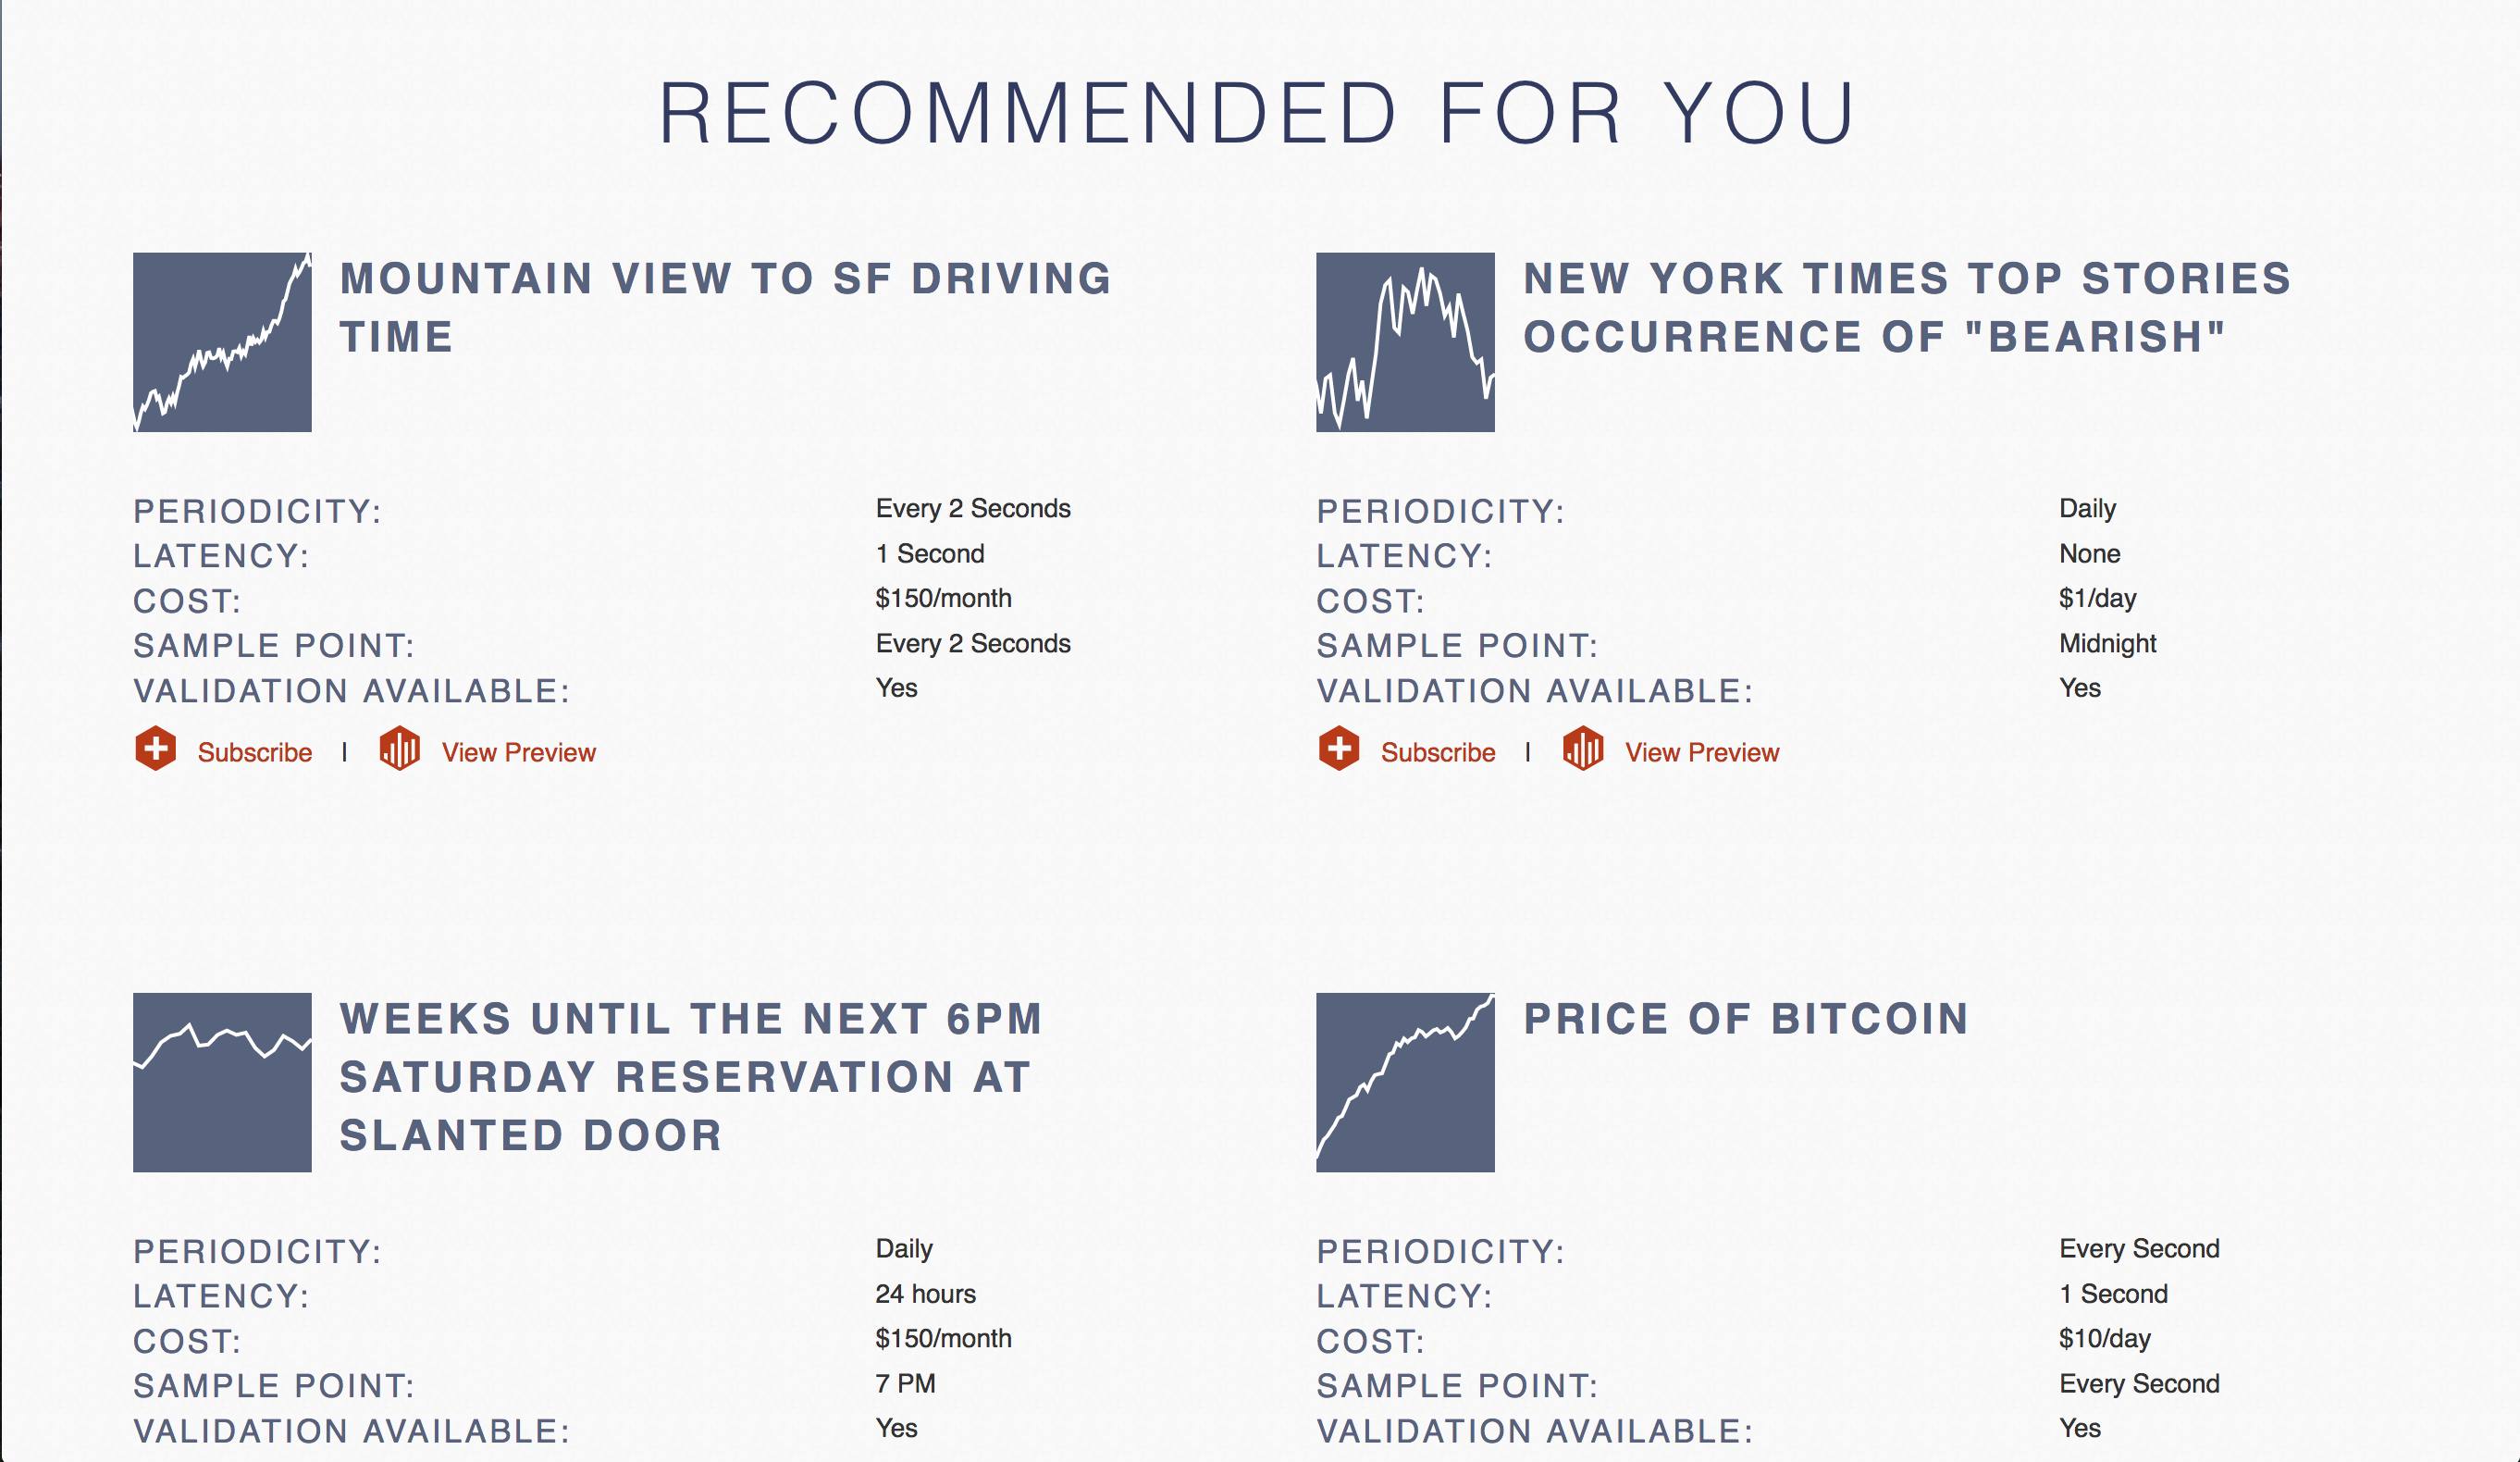 RECOMMENDED FOR YOU
MOUNTAIN VIEW TO SF DRIVING
TIME
PERIODICITY: Every 2 Seconds
LATENCY: 1 Second
COST: $150/month
SAMPLE POINT: Every 2 Seconds
VALIDATION AVAILABLE: Yes
Subscribe | View Preview
NEW YORK TIMES TOP STORIES
OCCURRENCE OF "BEARISH"
PERIODICITY: Daily
LATENCY: None
COST: $1/day
SAMPLE POINT: Midnight
VALIDATION AVAILABLE: Yes
Subscribe | View Preview
WEEKS UNTIL THE NEXT 6PM
SATURDAY RESERVATION AT
SLANTED DOOR
PERIODICITY: Daily
LATENCY: 24 hours
COST: $150/month
SAMPLE POINT: 7 PM
VALIDATION AVAILABLE: Yes
PRICE OF BITCOIN
PERIODICITY: Every Second
LATENCY: 1 Second
COST: $10/day
SAMPLE POINT: Every Second
VALIDATION AVAILABLE: Yes